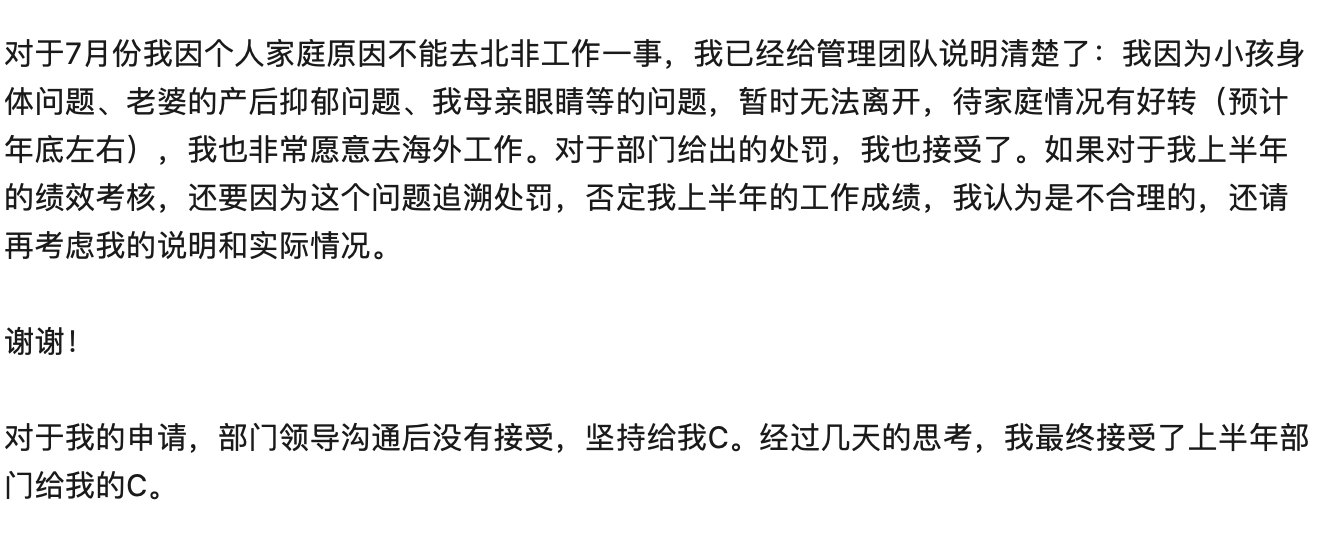 对于7月份我因个人家庭原因不能去北非工作一事，我已经给管理团队说明清楚了：我因为小孩身
体问题、老婆的产后抑郁问题、我母亲眼睛等的问题，暂时无法离开，待家庭情况有好转（预计
年底左右），我也非常愿意去海外工作。对于部门给出的处罚，我也接受了。如果对于我上半年
的绩效考核，还要因为这个问题追溯处罚，否定我上半年的工作成绩，我认为是不合理的，还请
再考虑我的说明和实际情况。
谢谢！
对于我的申请，部门领导沟通后没有接受，坚持给我C。经过几天的思考，我最终接受了上半年部
门给我的C。